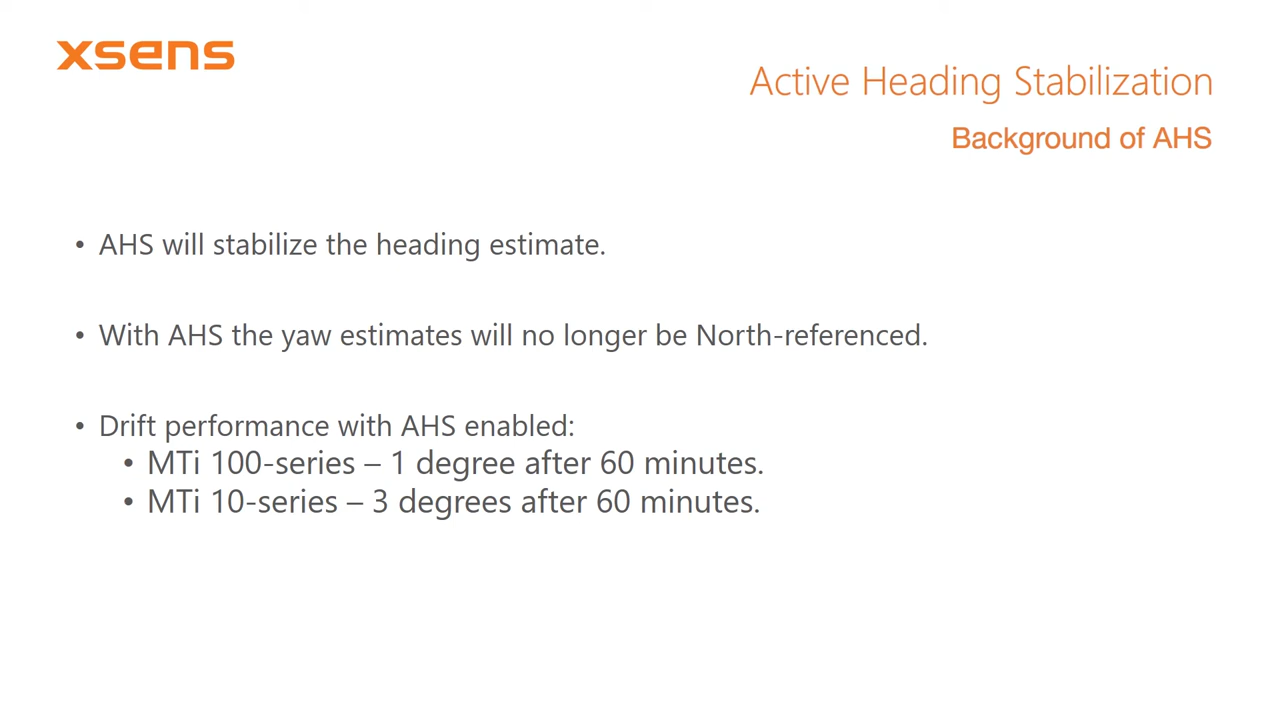 xsens
Active Heading Stabilization
Background of AHS
• AHS will stabilize the heading estimate.
• With AHS the yaw estimates will no longer be North-referenced.
• Drift performance with AHS enabled:
• MTi 100-series – 1 degree after 60 minutes.
• MTi 10-series – 3 degrees after 60 minutes.